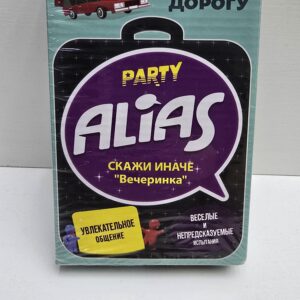 ДОРОГУ
PARTY
ALiAS
СКАЖИ ИНАЧЕ
"Вечеринка"
УВЛЕКАТЕЛЬНОЕ
ОБЩЕНИЕ
ВЕСЕЛЫЕ
И
НЕПРЕДСКАЗУЕМЫЕ
ИСПЫТАНИЯ